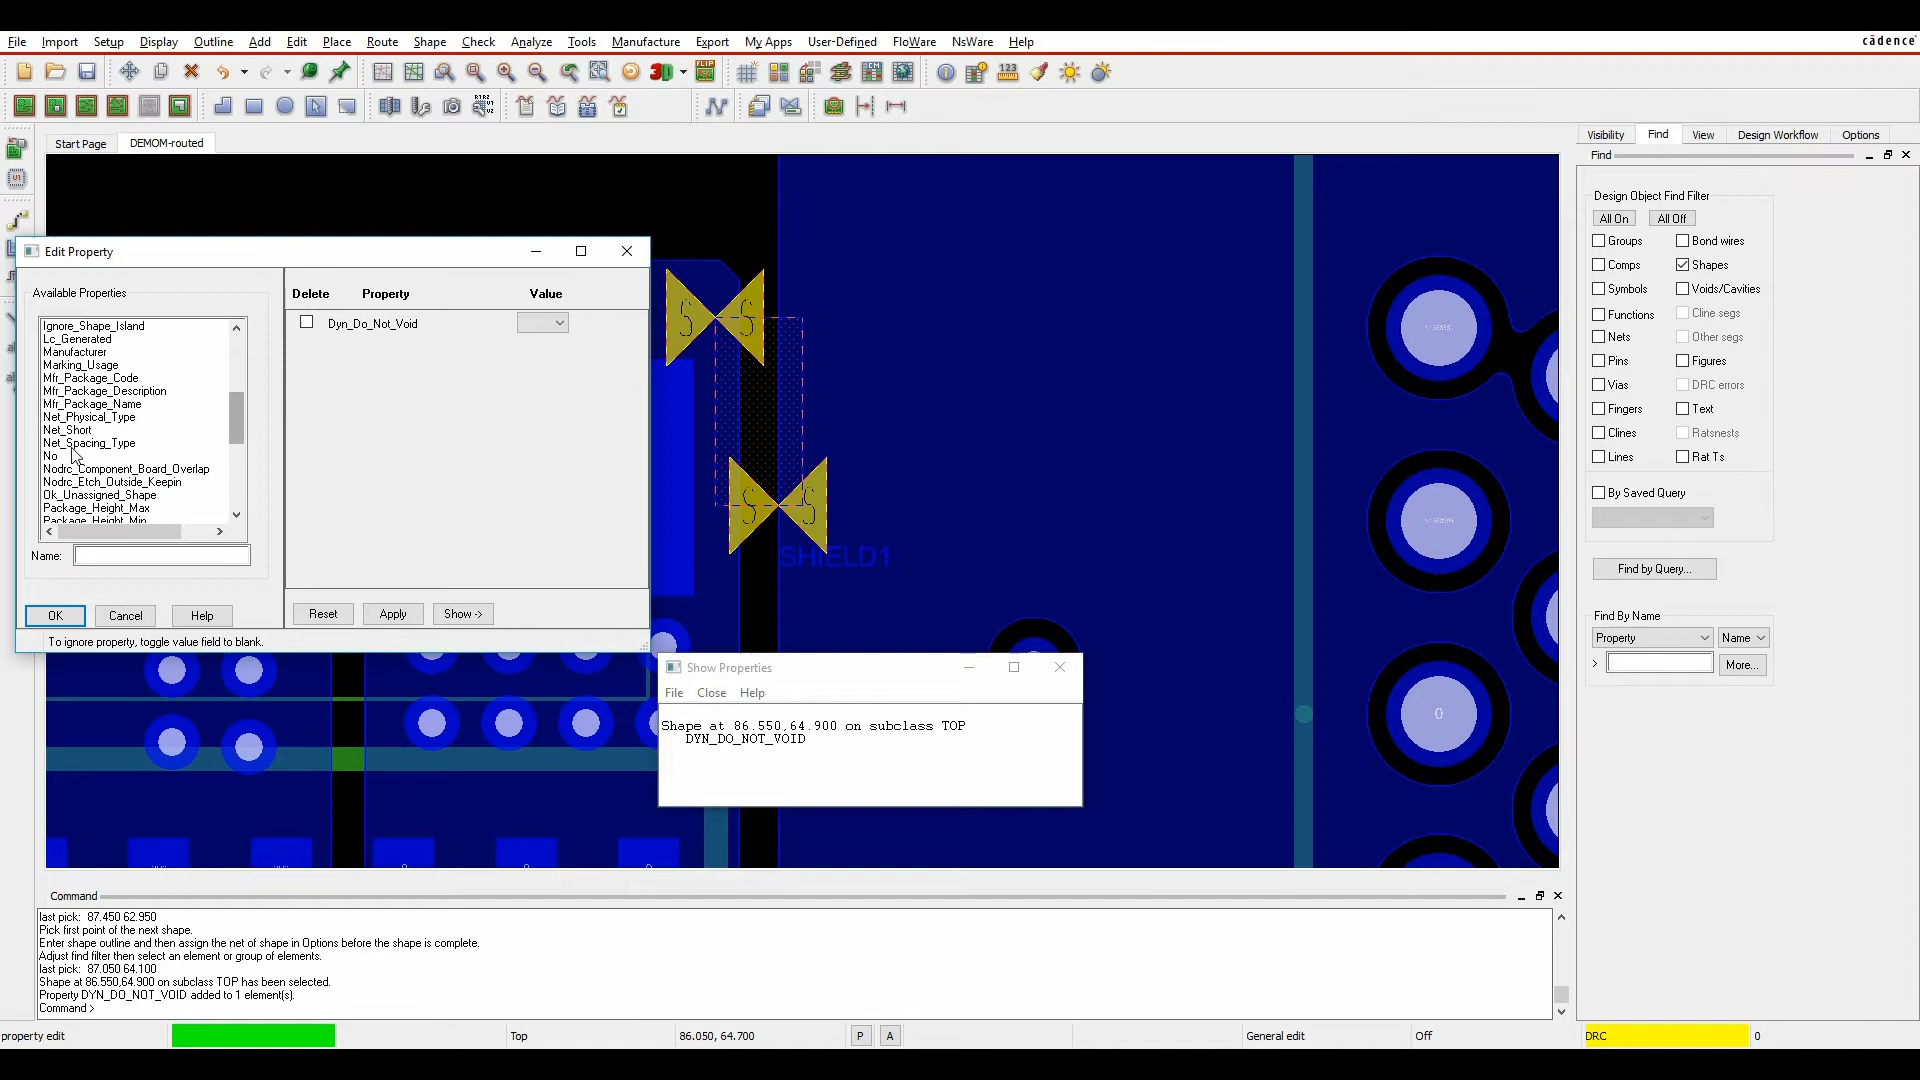 File Import Setup Display Outline Add Edit Place Route Shape Check Analyze Tools Manufacture Export My Apps User-Defined FloWare NsWare Help
cādence
Start Page
DEMOM-routed
Visibility Find View Design Workflow Options
Find
Design Object Find Filter
All On All Off
Groups Bond wires
Comps Shapes
Symbols Voids/Cavities
Functions Cline segs
Nets Other segs
Pins Figures
Vias DRC errors
Fingers Text
Clines Ratsnests
Lines Rat Ts
By Saved Query
Find by Query...
Find By Name
Property Name
> More...
Edit Property
Available Properties
Ignore_Shape_Island
Lc_Generated
Manufacturer
Marking_Usage
Mfr_Package_Code
Mfr_Package_Description
Mfr_Package_Name
Net_Physical_Type
Net_Short
Net_Spacing_Type
No
Nodrc_Component_Board_Overlap
Nodrc_Etch_Outside_Keepin
Ok_Unassigned_Shape
Package_Height_Max
Package_Height_Min
Name:
OK Cancel Help
Delete Property Value
Dyn_Do_Not_Void
Reset Apply Show ->
To ignore property, toggle value field to blank.
S S
S S
SHIELD1
0
Show Properties
File Close Help
Shape at 86.550,64.900 on subclass TOP
DYN_DO_NOT_VOID
Command
last pick: 87.450 62.950
Pick first point of the next shape.
Enter shape outline and then assign the net of shape in Options before the shape is complete.
Adjust find filter then select an element or group of elements.
last pick: 87.050 64.100
Shape at 86.550,64.900 on subclass TOP has been selected.
Property DYN_DO_NOT_VOID added to 1 element(s).
Command >
property edit Top 86.050, 64.700 P A General edit Off DRC 0